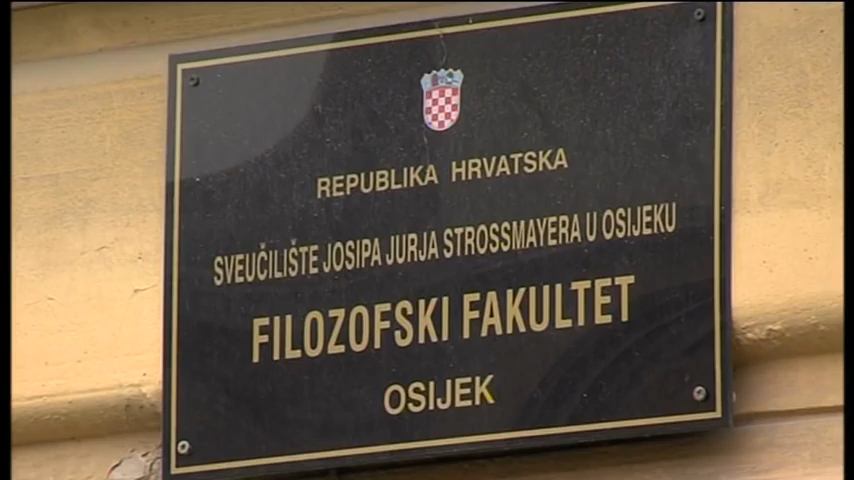 REPUBLIKA HRVATSKA
SVEUČILIŠTE JOSIPA JURJA STROSSMAYERA U OSIJEKU
FILOZOFSKI FAKULTET
OSIJEK